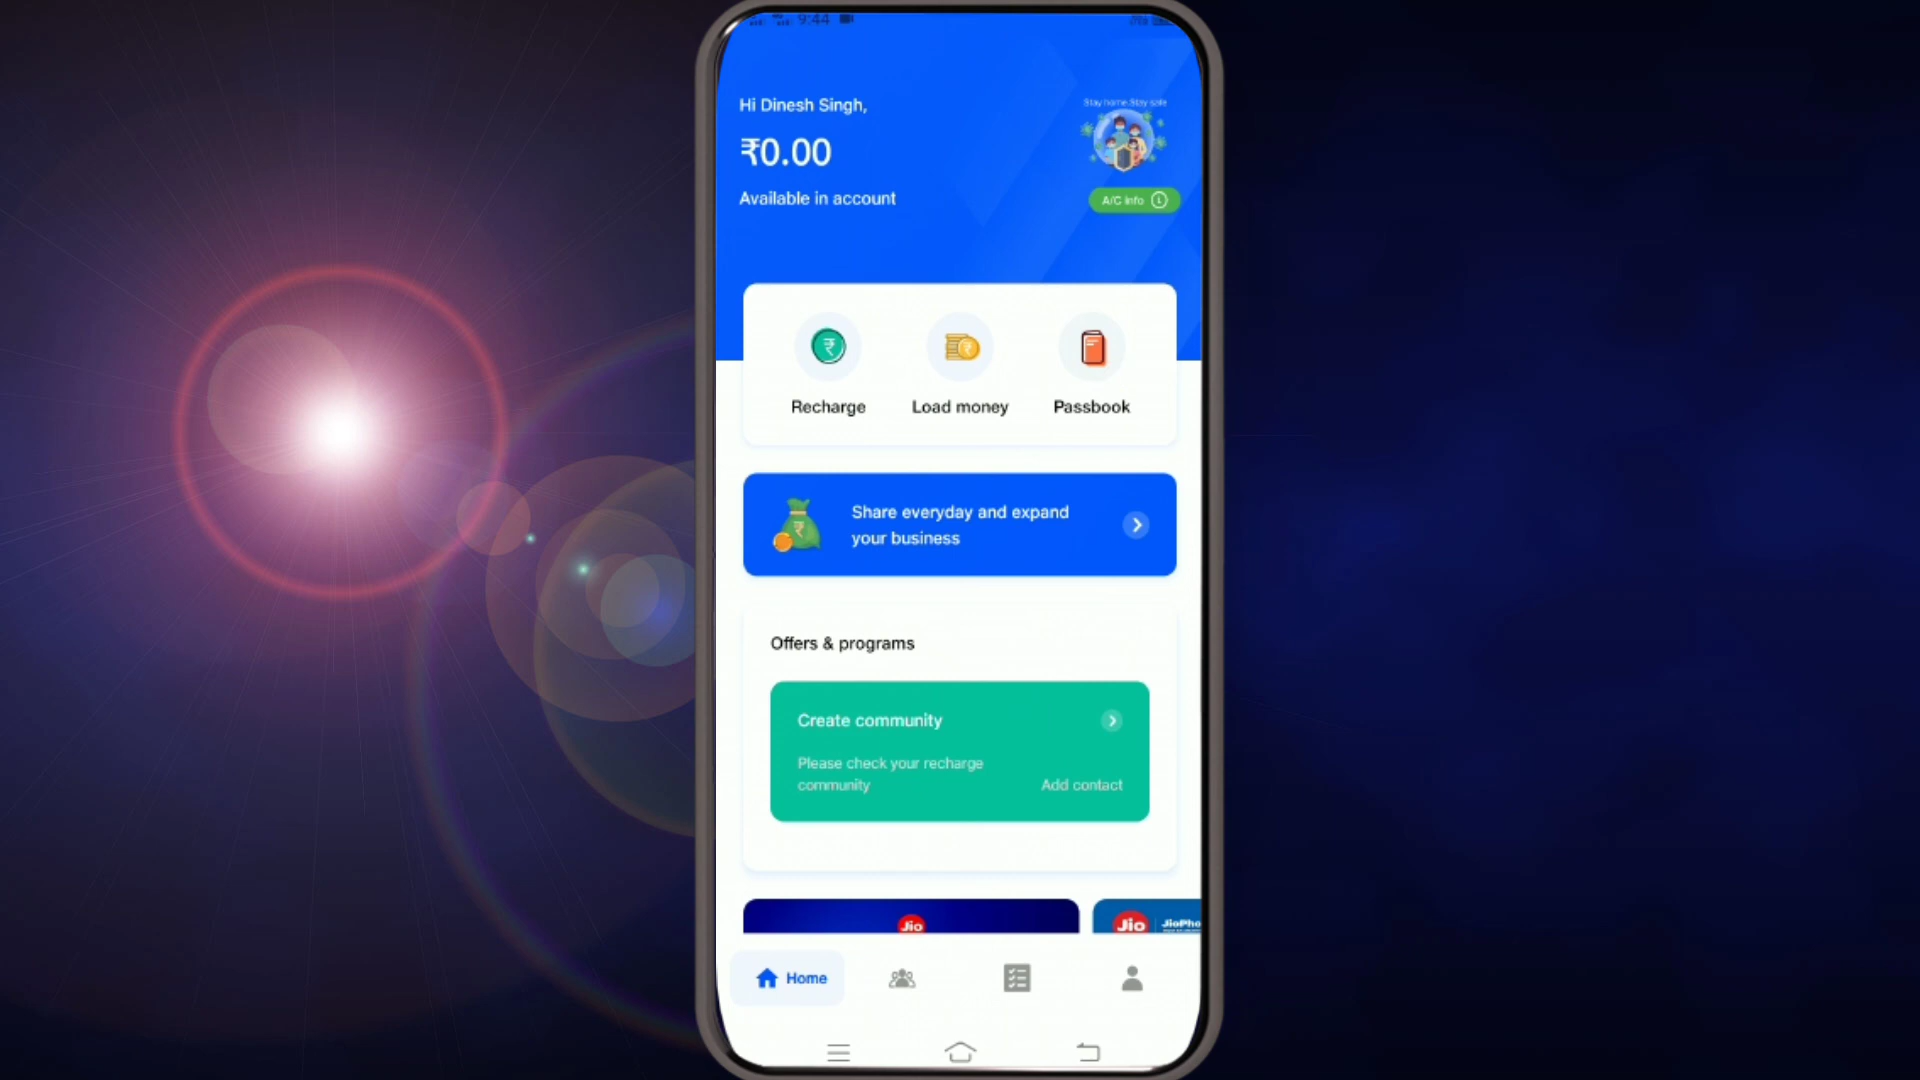 9:44
Hi Dinesh Singh,
Stay home Stay safe
₹0.00
Available in account
A/C info
Recharge
Load money
Passbook
Share everyday and expand
your business
Offers & programs
Create community
Please check your recharge
community
Add contact
Jio
Jio
Home